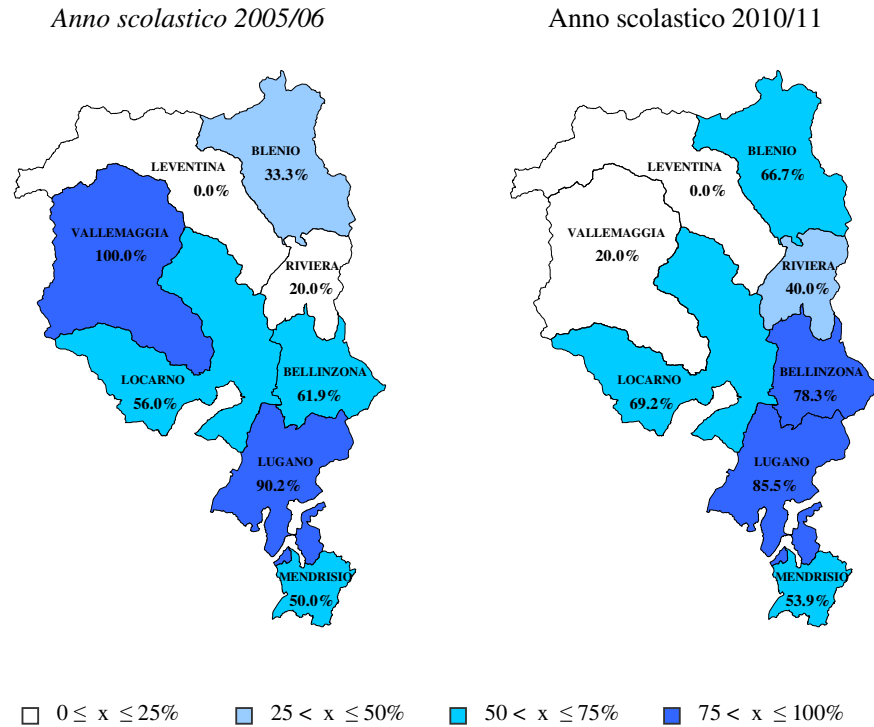 Anno scolastico 2005/06
Anno scolastico 2010/11
BLENIO
33.3%
LEVENTINA
0.0%
VALLEMAGGIA
100.0%
RIVIERA
20.0%
LOCARNO
56.0%
BELLINZONA
61.9%
LUGANO
90.2%
MENDRISIO
50.0%
BLENIO
66.7%
LEVENTINA
0.0%
VALLEMAGGIA
20.0%
RIVIERA
40.0%
LOCARNO
69.2%
BELLINZONA
78.3%
LUGANO
85.5%
MENDRISIO
53.9%
0 ≤ x ≤ 25%
25 < x ≤ 50%
50 < x ≤ 75%
75 < x ≤ 100%